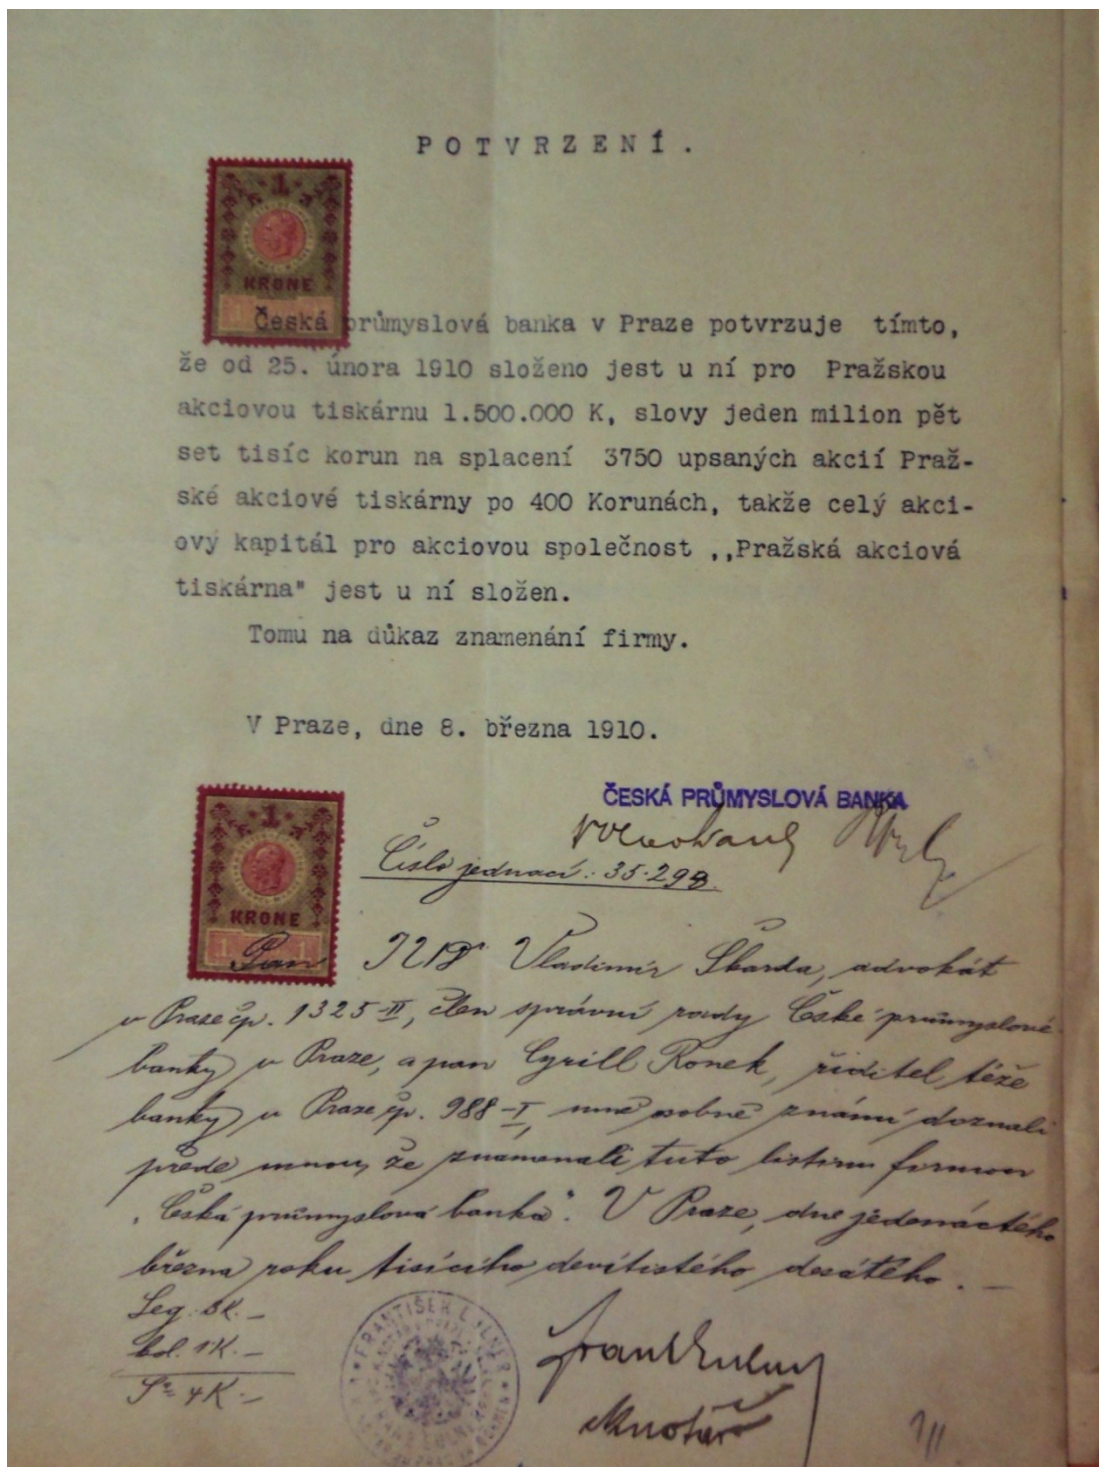 POTVRZENÍ.
1
KRONE
Česká průmyslová banka v Praze potvrzuje tímto,
že od 25. února 1910 složeno jest u ní pro Pražskou
akciovou tiskárnu 1.500.000 K, slovy jeden milion pět
set tisíc korun na splacení 3750 upsaných akcií Praž-
ské akciové tiskárny po 400 Korunách, takže celý akci-
ový kapitál pro akciovou společnost ,,Pražská akciová
tiskárna" jest u ní složen.
Tomu na důkaz znamenání firmy.
V Praze, dne 8. března 1910.
ČESKÁ PRŮMYSLOVÁ BANKA
Číslo jednací: 35.298.
1
KRONE
1 1
Pan JUDr Vladimír Škarda, advokát
v Praze čp. 1325-II, člen správní rady České průmyslové
banky v Praze, a pan Cyrill Ronek, ředitel téže
banky v Praze čp. 988-I, mně osobně známí doznali
přede mnou, že znamenali tuto listinu firmou
„Česká průmyslová banka". V Praze, dne jedenáctého
března roku tisícího devítistého desátého.—
Leg. 3K.—
kol. 1K.—
4K.—
FRANTIŠEK
notář